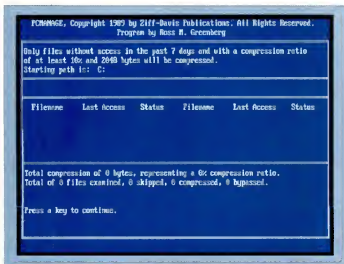 PCMANAGE, Copyright 1989 by Ziff-Davis Publications. All Rights Reserved.
Program by Ross M. Greenberg
Only files without access in the past 7 days and with a compression ratio
of at least 10% and 2048 bytes will be compressed.
Starting path is: C:
Filename Last Access Status Filename Last Access Status
Total compression of 0 bytes, representing a 0% compression ratio.
Total of 0 files examined, 0 skipped, 0 compressed, 0 bypassed.
Press a key to continue.